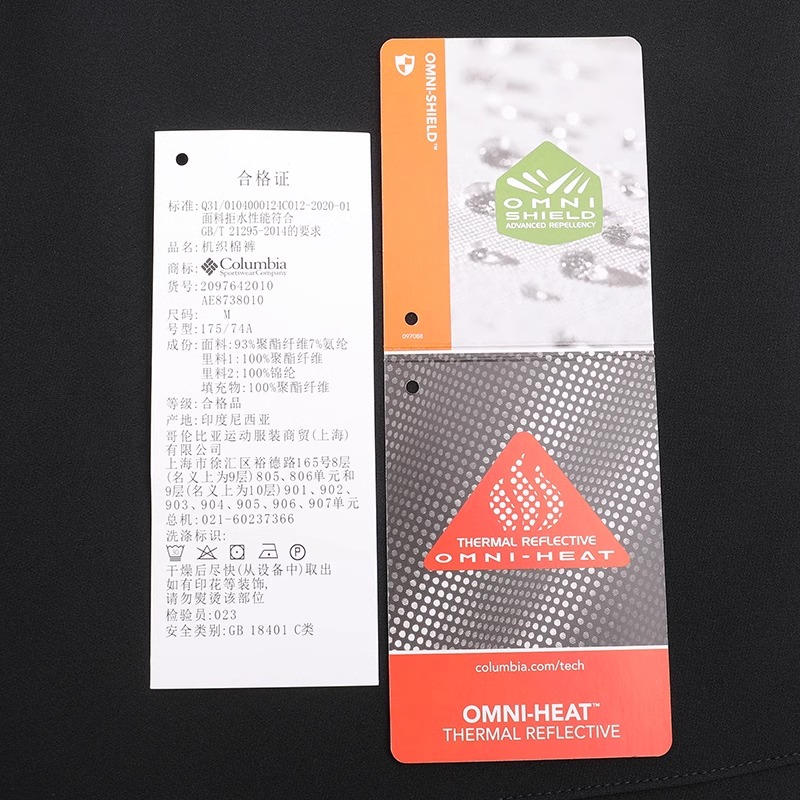 合格证
标准:Q31/0104000124C012-2020-01
面料拒水性能符合
GB/T 21295-2014的要求
品名:机织棉裤
商标:Columbia
Sportswear Company
货号:2097642010
AE8738010
尺码: M
号型:175/74A
成份:面料:93%聚酯纤维7%氨纶
里料1:100%聚酯纤维
里料2:100%锦纶
填充物:100%聚酯纤维
等级:合格品
产地:印度尼西亚
哥伦比亚运动服装商贸(上海)
有限公司
上海市徐汇区裕德路165号8层
(名义上为9层)805、806单元和
9层(名义上为10层)901、902、
903、904、905、906、907单元
总机:021-60237366
洗涤标识:
30
P
干燥后尽快(从设备中)取出
如有印花等装饰,
请勿熨烫该部位
检验员:023
安全类别:GB 18401 C类
OMNI-SHIELD™
OMNI
SHIELD
ADVANCED REPELLENCY
097088
THERMAL REFLECTIVE
OMNI-HEAT
columbia.com/tech
OMNI-HEAT™
THERMAL REFLECTIVE